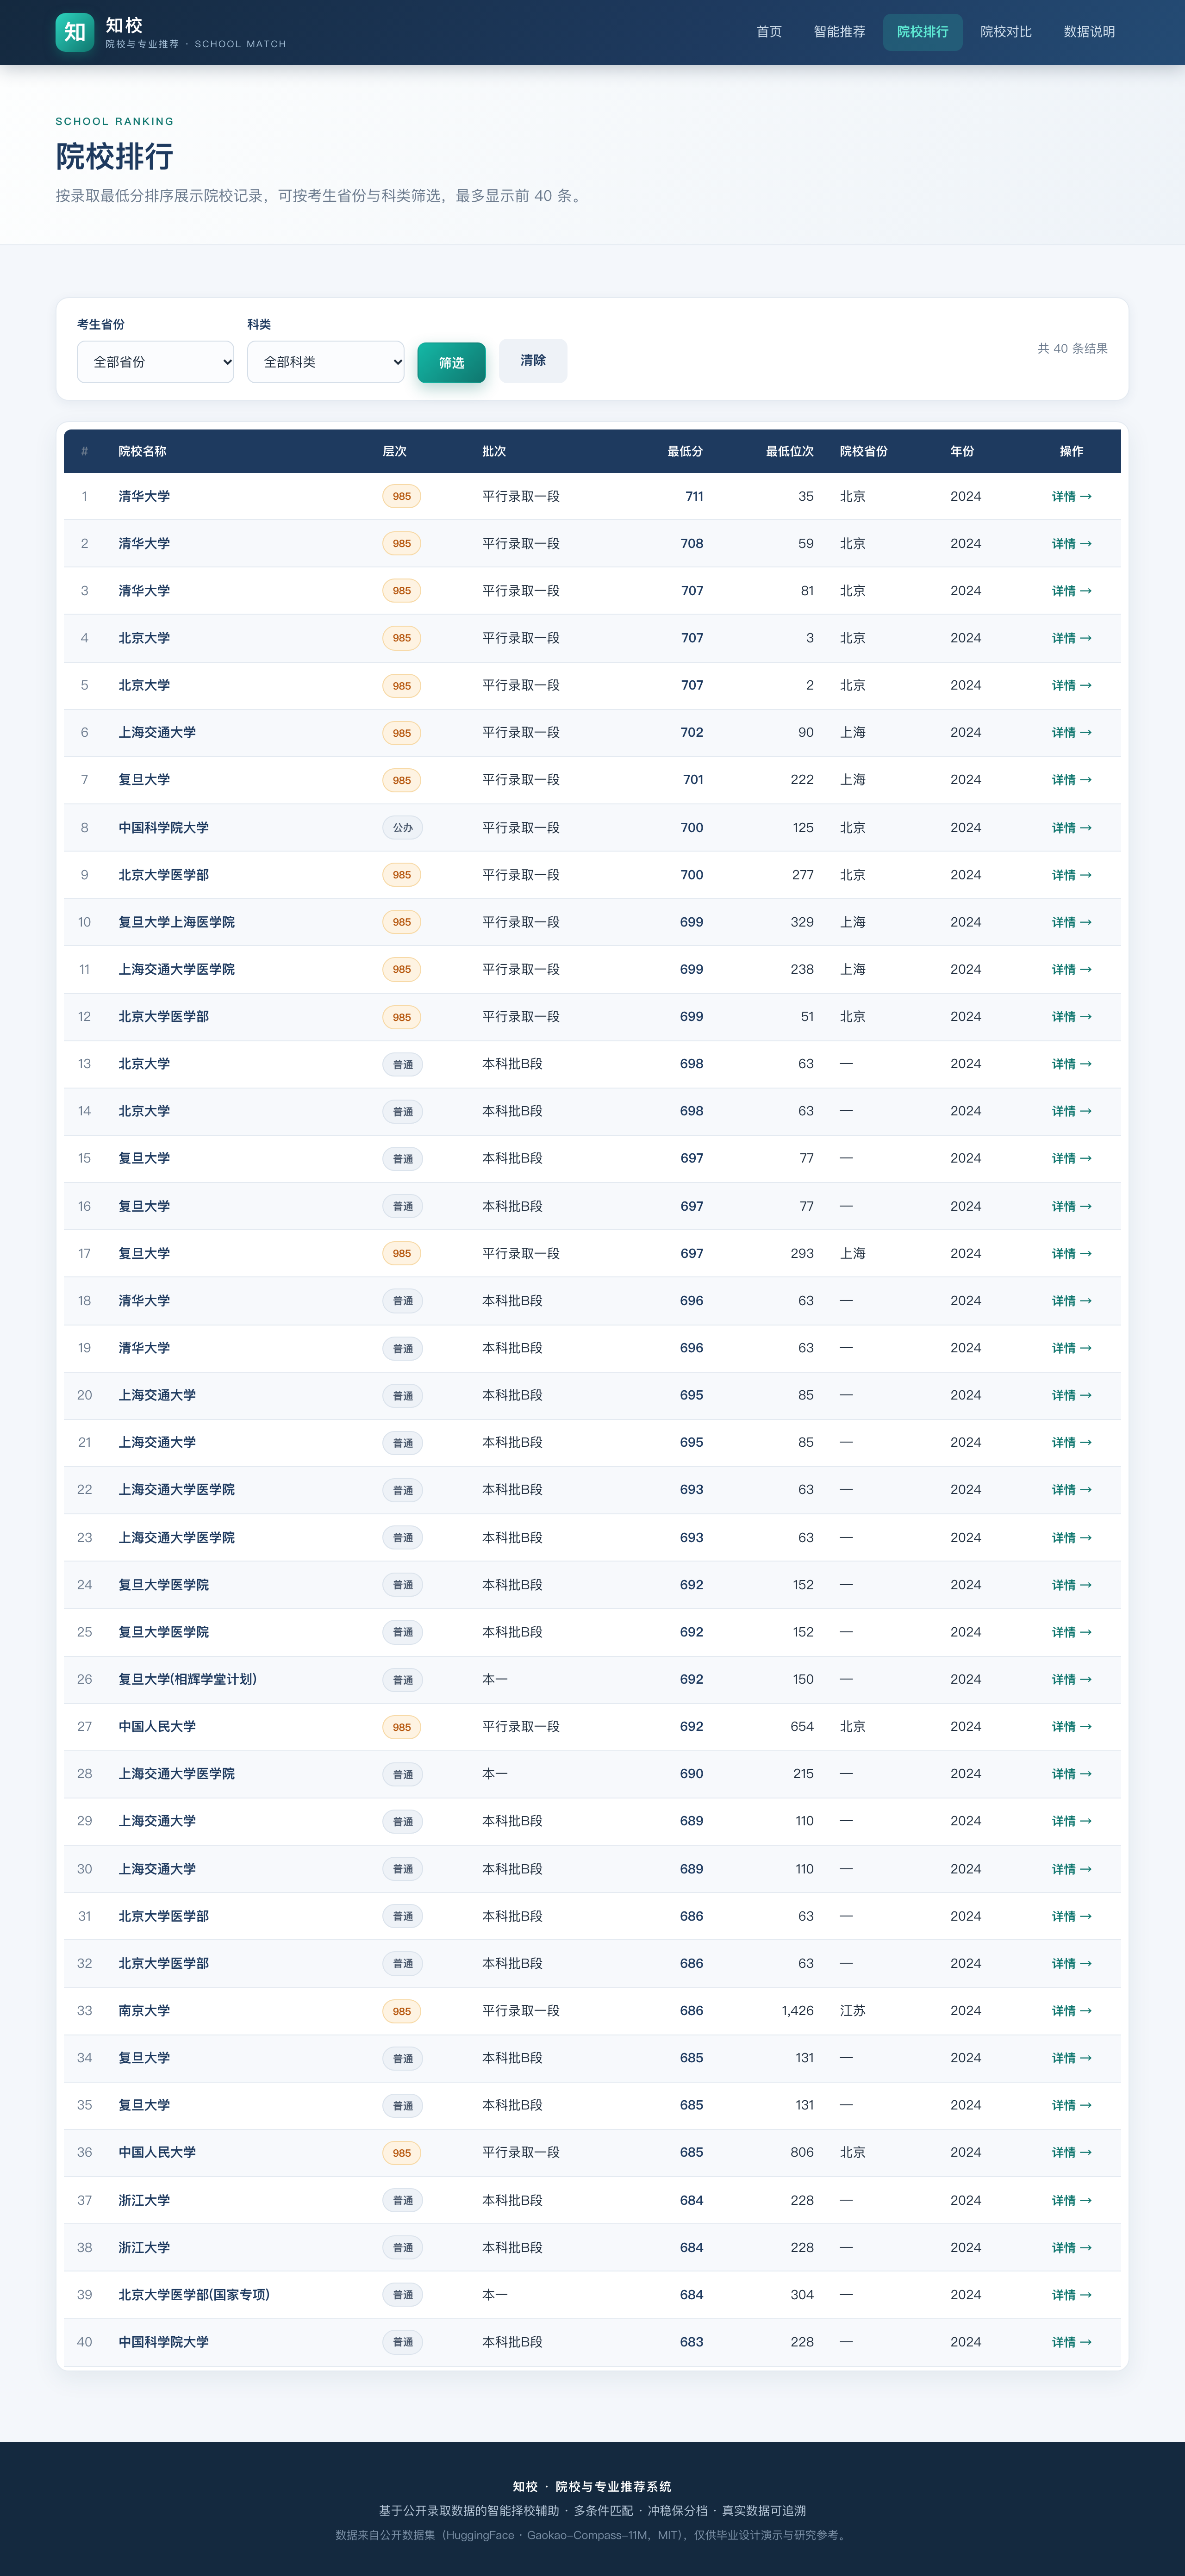 知 知校
院校与专业推荐 · SCHOOL MATCH
首页 智能推荐 院校排行 院校对比 数据说明
SCHOOL RANKING
院校排行
按录取最低分排序展示院校记录，可按考生省份与科类筛选，最多显示前 40 条。
考生省份 科类
全部省份 全部科类 筛选 清除 共 40 条结果
# 院校名称 层次 批次 最低分 最低位次 院校省份 年份 操作
1 清华大学 985 平行录取一段 711 35 北京 2024 详情 →
2 清华大学 985 平行录取一段 708 59 北京 2024 详情 →
3 清华大学 985 平行录取一段 707 81 北京 2024 详情 →
4 北京大学 985 平行录取一段 707 3 北京 2024 详情 →
5 北京大学 985 平行录取一段 707 2 北京 2024 详情 →
6 上海交通大学 985 平行录取一段 702 90 上海 2024 详情 →
7 复旦大学 985 平行录取一段 701 222 上海 2024 详情 →
8 中国科学院大学 公办 平行录取一段 700 125 北京 2024 详情 →
9 北京大学医学部 985 平行录取一段 700 277 北京 2024 详情 →
10 复旦大学上海医学院 985 平行录取一段 699 329 上海 2024 详情 →
11 上海交通大学医学院 985 平行录取一段 699 238 上海 2024 详情 →
12 北京大学医学部 985 平行录取一段 699 51 北京 2024 详情 →
13 北京大学 普通 本科批B段 698 63 — 2024 详情 →
14 北京大学 普通 本科批B段 698 63 — 2024 详情 →
15 复旦大学 普通 本科批B段 697 77 — 2024 详情 →
16 复旦大学 普通 本科批B段 697 77 — 2024 详情 →
17 复旦大学 985 平行录取一段 697 293 上海 2024 详情 →
18 清华大学 普通 本科批B段 696 63 — 2024 详情 →
19 清华大学 普通 本科批B段 696 63 — 2024 详情 →
20 上海交通大学 普通 本科批B段 695 85 — 2024 详情 →
21 上海交通大学 普通 本科批B段 695 85 — 2024 详情 →
22 上海交通大学医学院 普通 本科批B段 693 63 — 2024 详情 →
23 上海交通大学医学院 普通 本科批B段 693 63 — 2024 详情 →
24 复旦大学医学院 普通 本科批B段 692 152 — 2024 详情 →
25 复旦大学医学院 普通 本科批B段 692 152 — 2024 详情 →
26 复旦大学(相辉学堂计划) 普通 本一 692 150 — 2024 详情 →
27 中国人民大学 985 平行录取一段 692 654 北京 2024 详情 →
28 上海交通大学医学院 普通 本一 690 215 — 2024 详情 →
29 上海交通大学 普通 本科批B段 689 110 — 2024 详情 →
30 上海交通大学 普通 本科批B段 689 110 — 2024 详情 →
31 北京大学医学部 普通 本科批B段 686 63 — 2024 详情 →
32 北京大学医学部 普通 本科批B段 686 63 — 2024 详情 →
33 南京大学 985 平行录取一段 686 1,426 江苏 2024 详情 →
34 复旦大学 普通 本科批B段 685 131 — 2024 详情 →
35 复旦大学 普通 本科批B段 685 131 — 2024 详情 →
36 中国人民大学 985 平行录取一段 685 806 北京 2024 详情 →
37 浙江大学 普通 本科批B段 684 228 — 2024 详情 →
38 浙江大学 普通 本科批B段 684 228 — 2024 详情 →
39 北京大学医学部(国家专项) 普通 本一 684 304 — 2024 详情 →
40 中国科学院大学 普通 本科批B段 683 228 — 2024 详情 →
知校 · 院校与专业推荐系统
基于公开录取数据的智能择校辅助 · 多条件匹配 · 冲稳保分档 · 真实数据可追溯
数据来自公开数据集（HuggingFace · Gaokao-Compass-11M，MIT），仅供毕业设计演示与研究参考。